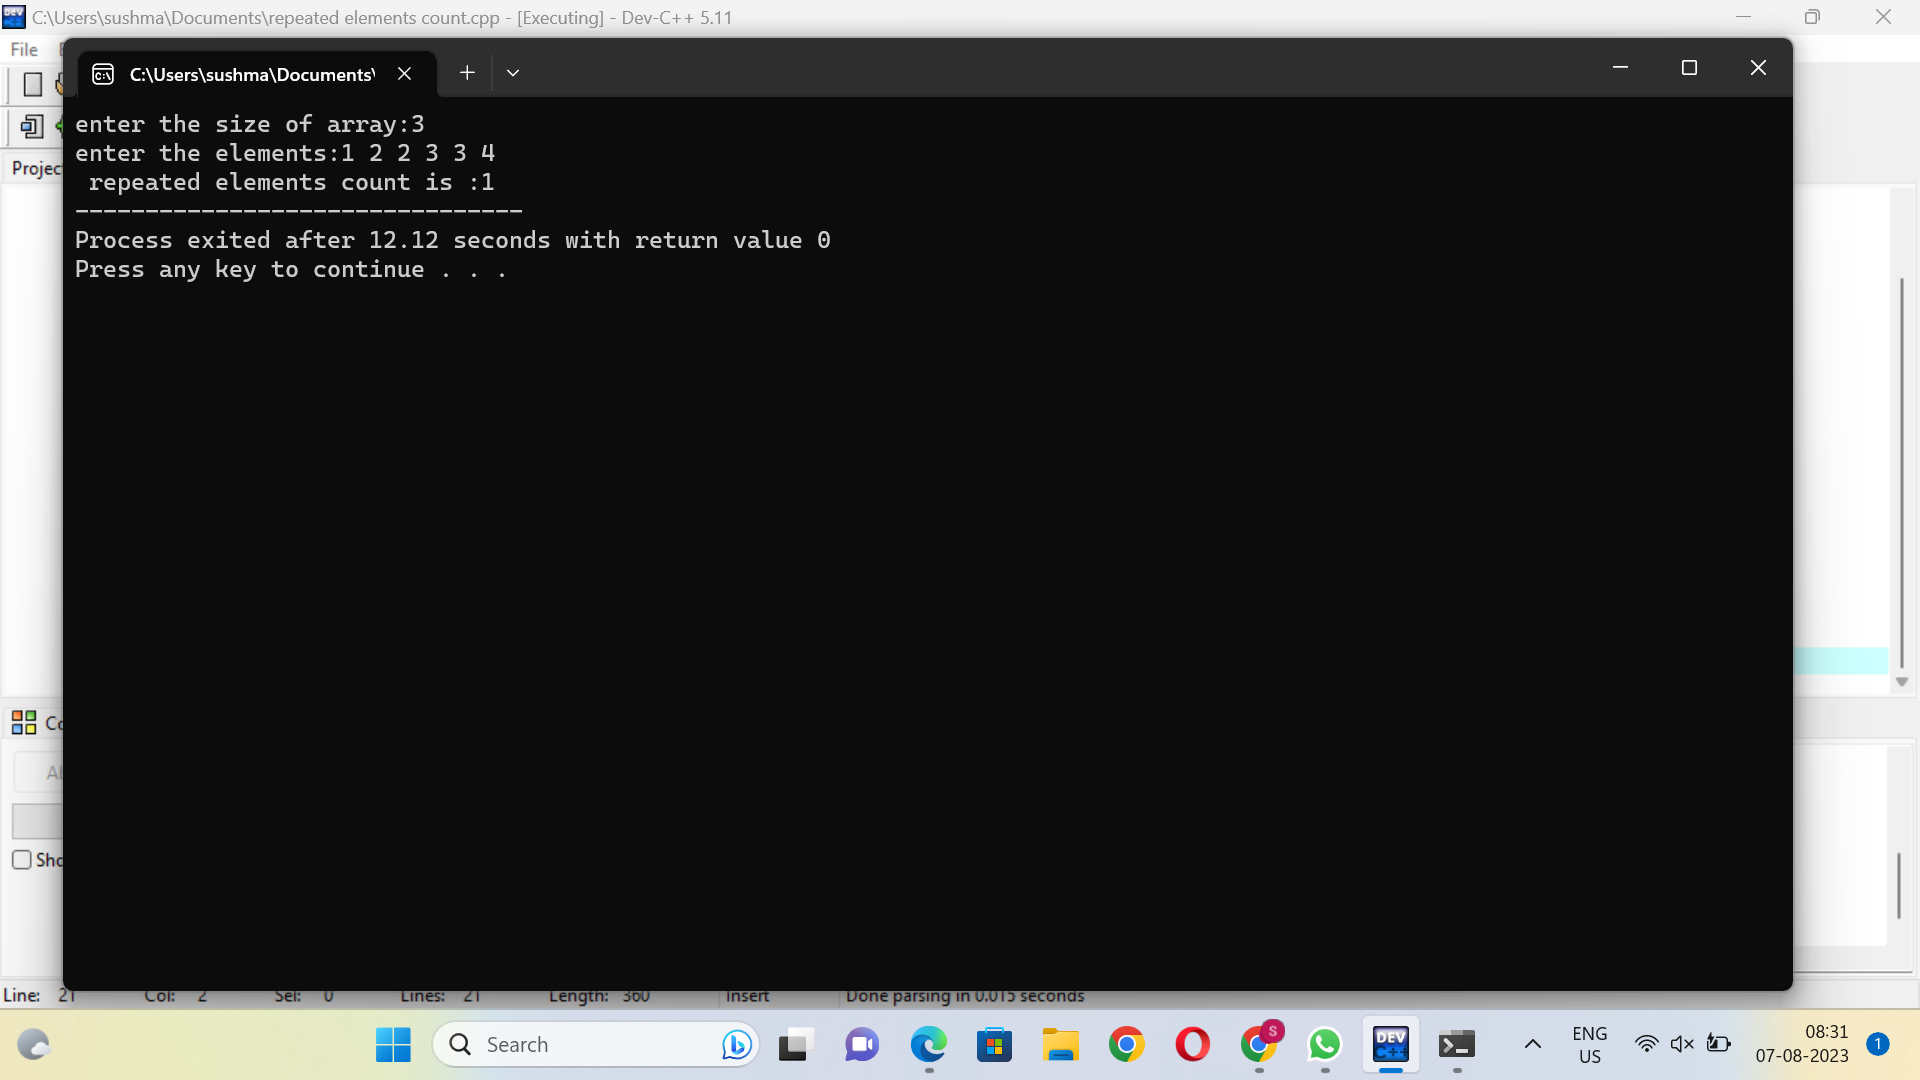 C:\Users\sushma\Documents\repeated elements count.cpp - [Executing] - Dev-C++ 5.11
File
C:\Users\sushma\Documents\
enter the size of array:3
enter the elements:1 2 2 3 3 4
Projec
repeated elements count is :1
--------------------------------
Process exited after 12.12 seconds with return value 0
Press any key to continue . . .
Co
Ab
Sho
Line: 21 Col: 2 Sel: 0 Lines: 21 Length: 360 Insert Done parsing in 0.015 seconds
Search
S
DEV
C++
ENG
US
08:31
07-08-2023
1